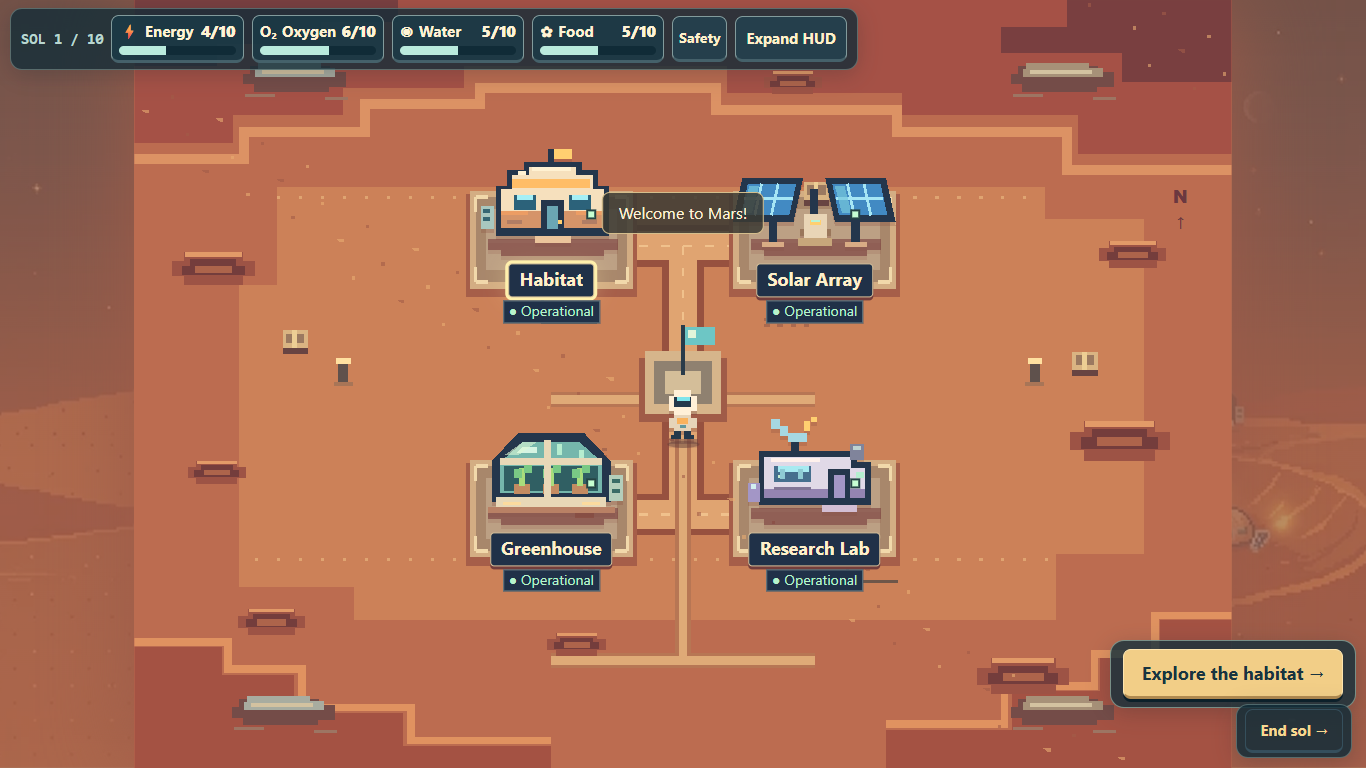 SOL 1 / 10
Energy 4/10
O₂ Oxygen 6/10
Water 5/10
Food 5/10
Safety
Expand HUD
N
↑
Welcome to Mars!
Habitat
● Operational
Solar Array
● Operational
Greenhouse
● Operational
Research Lab
● Operational
Explore the habitat →
End sol →